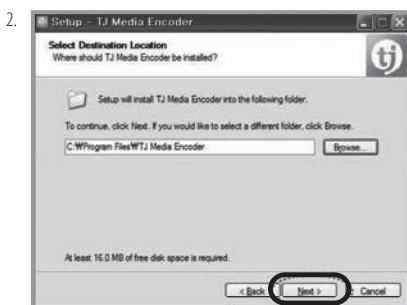 2.
Setup - TJ Media Encoder
Select Destination Location
Where should TJ Media Encoder be installed?
tj
Setup will install TJ Media Encoder into the following folder.
To continue, click Next. If you would like to select a different folder, click Browse.
C:₩Program Files₩TJ Media Encoder
Browse...
At least 16.0 MB of free disk space is required.
< Back Next > Cancel